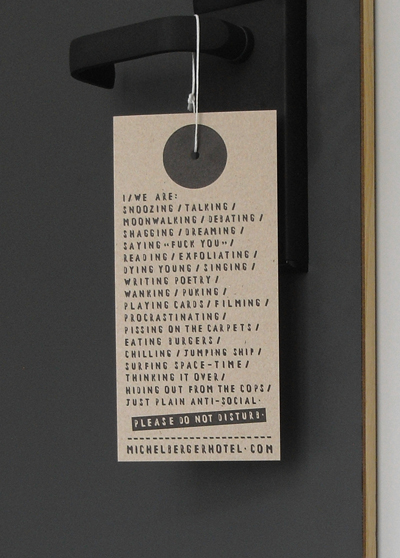 I/WE ARE:
SNOOZING/TALKING/
MOONWALKING/DEBATING/
SHAGGING/DREAMING/
SAYING "FUCK YOU"/
READING/EXFOLIATING/
DYING YOUNG/SINGING/
WRITING POETRY/
WANKING/PUKING/
PLAYING CARDS/FILMING/
PROCRASTINATING/
PISSING ON THE CARPETS/
EATING BURGERS/
CHILLING/JUMPING SHIP/
SURFING SPACE-TIME/
THINKING IT OVER/
HIDING OUT FROM THE COPS/
JUST PLAIN ANTI-SOCIAL.
PLEASE DO NOT DISTURB.
MICHELBERGERHOTEL.COM